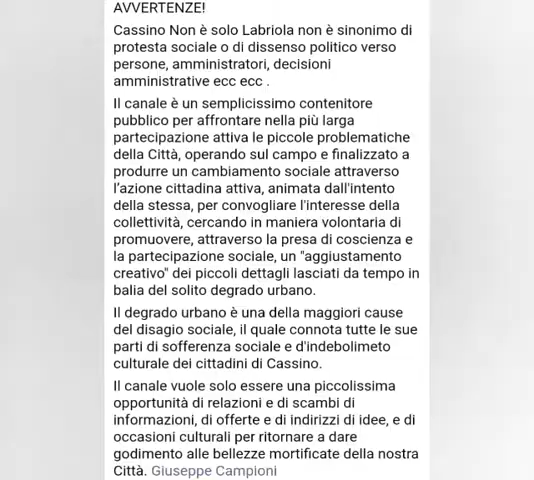 AVVERTENZE!
Cassino Non è solo Labriola non è sinonimo di
protesta sociale o di dissenso politico verso
persone, amministratori, decisioni
amministrative ecc ecc .
Il canale è un semplicissimo contenitore
pubblico per affrontare nella più larga
partecipazione attiva le piccole problematiche
della Città, operando sul campo e finalizzato a
produrre un cambiamento sociale attraverso
l'azione cittadina attiva, animata dall'intento
della stessa, per convogliare l'interesse della
collettività, cercando in maniera volontaria di
promuovere, attraverso la presa di coscienza e
la partecipazione sociale, un "aggiustamento
creativo" dei piccoli dettagli lasciati da tempo in
balia del solito degrado urbano.
Il degrado urbano è una della maggiori cause
del disagio sociale, il quale connota tutte le sue
parti di sofferenza sociale e d'indebolimeto
culturale dei cittadini di Cassino.
Il canale vuole solo essere una piccolissima
opportunità di relazioni e di scambi di
informazioni, di offerte e di indirizzi di idee, e di
occasioni culturali per ritornare a dare
godimento alle bellezze mortificate della nostra
Città. Giuseppe Campioni